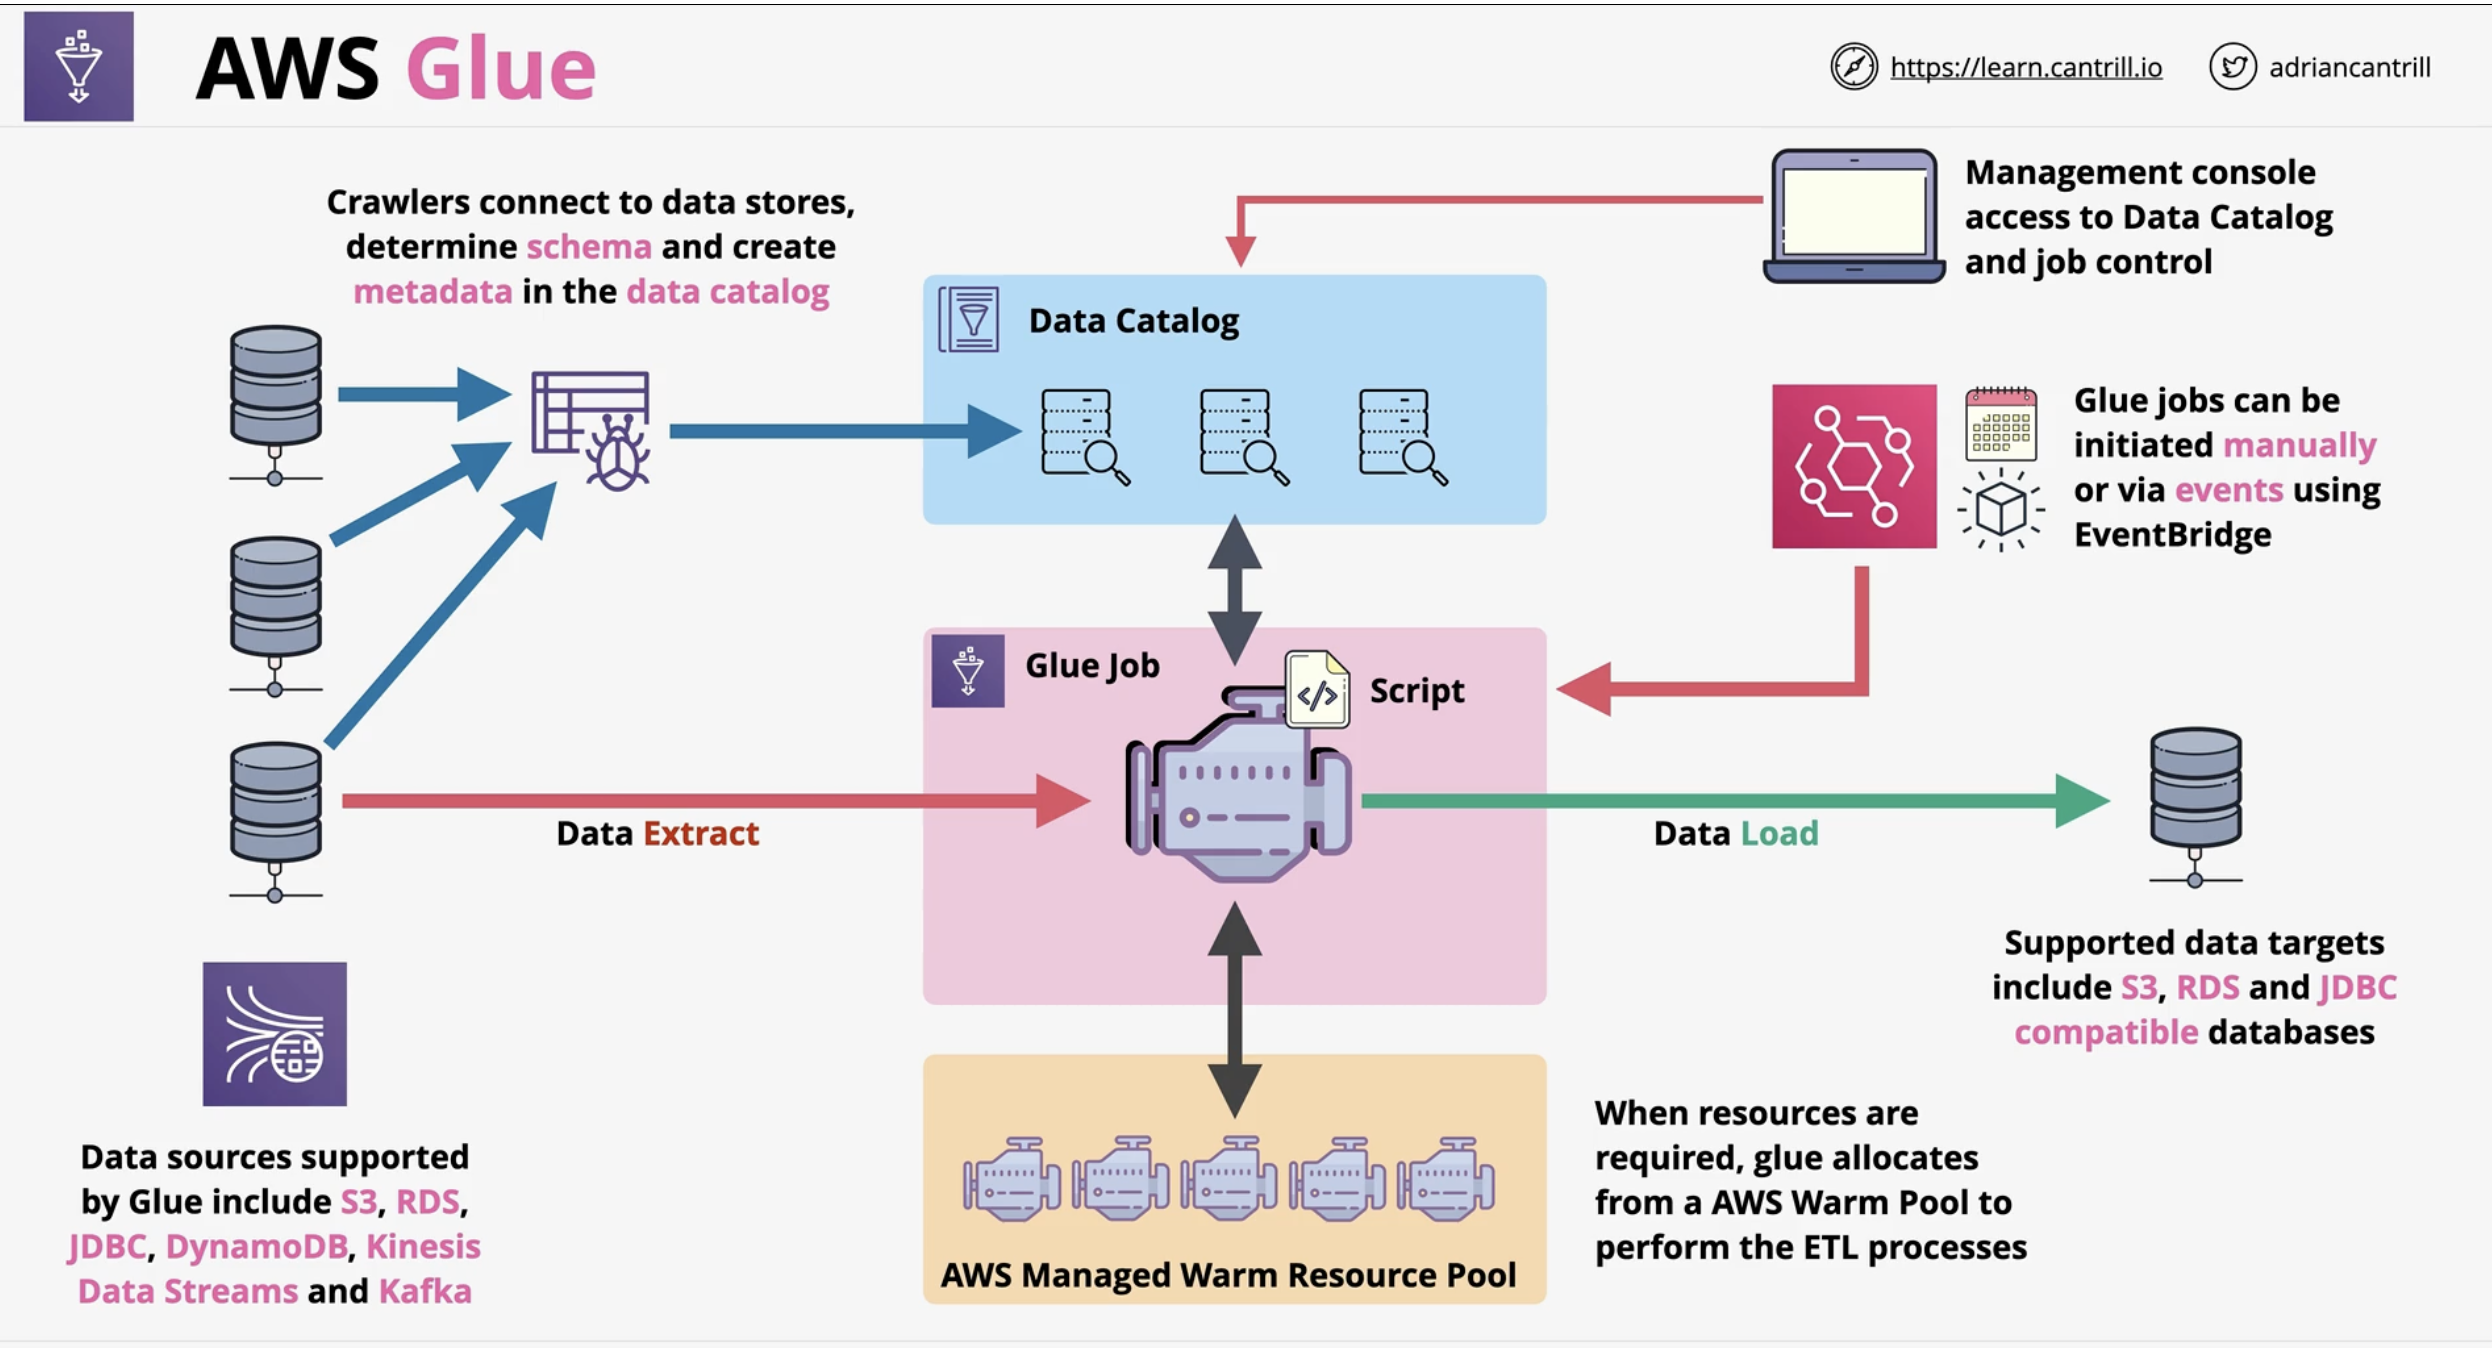 AWS Glue
https://learn.cantrill.io
adriancantrill
Crawlers connect to data stores,
determine schema and create
metadata in the data catalog
Management console
access to Data Catalog
and job control
Data Catalog
Glue jobs can be
initiated manually
or via events using
EventBridge
Glue Job
</>
Script
Data Extract
Data Load
Supported data targets
include S3, RDS and JDBC
compatible databases
Data sources supported
by Glue include S3, RDS,
JDBC, DynamoDB, Kinesis
Data Streams and Kafka
When resources are
required, glue allocates
from a AWS Warm Pool to
perform the ETL processes
AWS Managed Warm Resource Pool